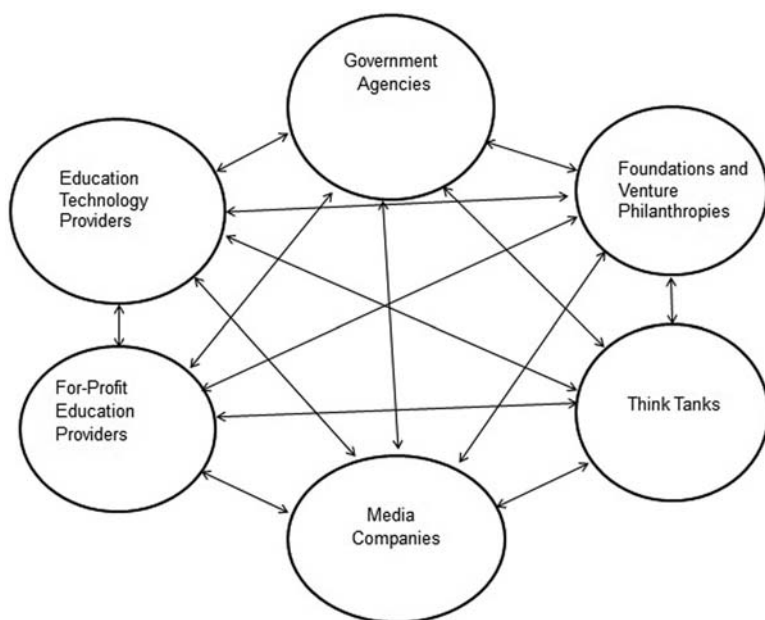 Government
Agencies
Education
Technology
Providers
Foundations and
Venture
Philanthropies
For-Profit
Education
Providers
Think Tanks
Media
Companies